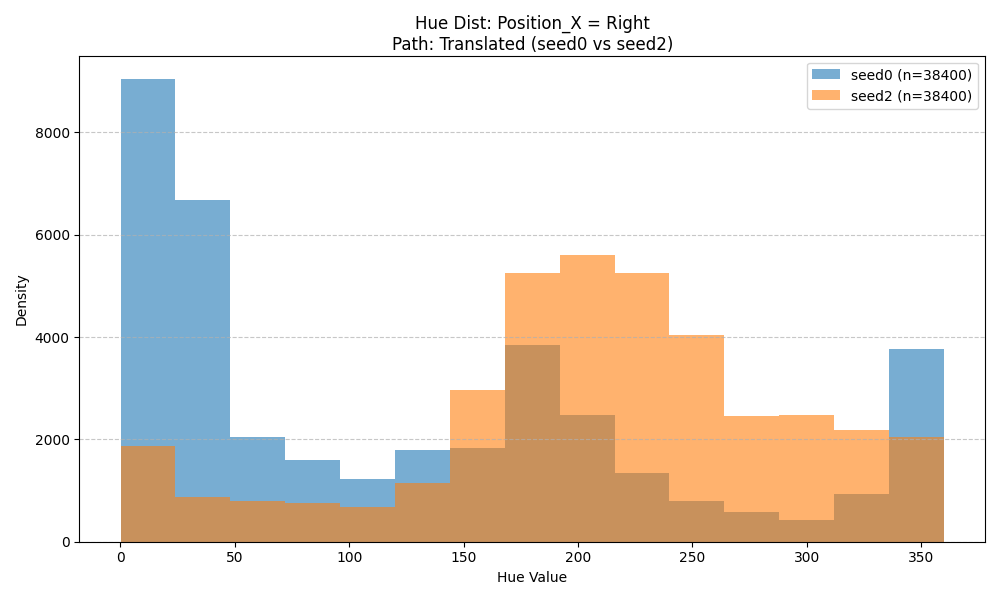 Hue Dist: Position_X = Right
Path: Translated (seed0 vs seed2)
seed0 (n=38400)
seed2 (n=38400)
Density
8000
6000
4000
2000
0
0 50 100 150 200 250 300 350
Hue Value